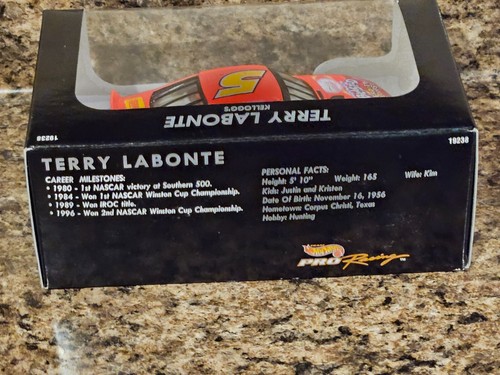 5
KELLOGG'S
TERRY LABONTE
19238
19238
TERRY LABONTE
CAREER MILESTONES:
• 1980 - 1st NASCAR victory at Southern 500.
• 1984 - Won 1st NASCAR Winston Cup Championship.
• 1989 - Won IROC title.
• 1996 - Won 2nd NASCAR Winston Cup Championship.
PERSONAL FACTS:
Height: 5' 10" Weight: 165 Wife: Kim
Kids: Justin and Kristen
Date Of Birth: November 16, 1956
Hometown: Corpus Christi, Texas
Hobby: Hunting
Hot Wheels
PRO Racing